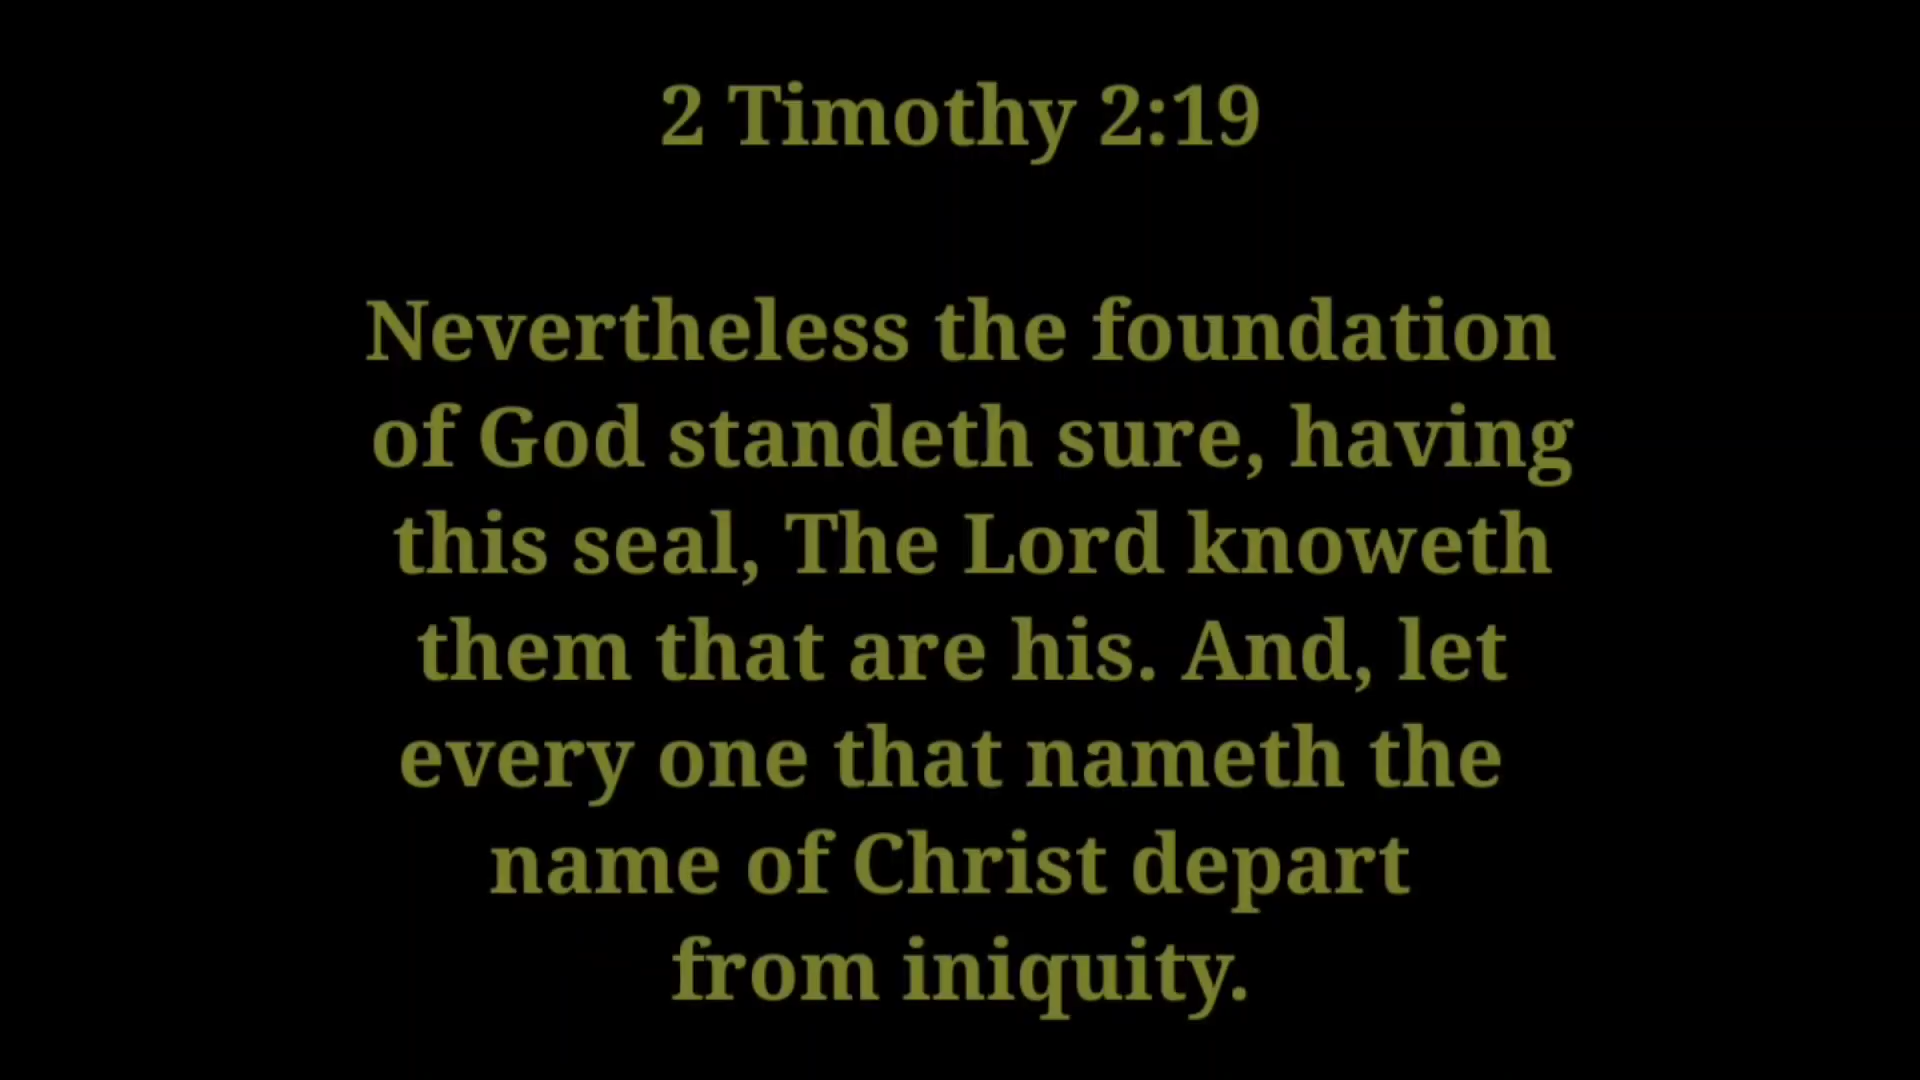 2 Timothy 2:19
Nevertheless the foundation
of God standeth sure, having
this seal, The Lord knoweth
them that are his. And, let
every one that nameth the
name of Christ depart
from iniquity.